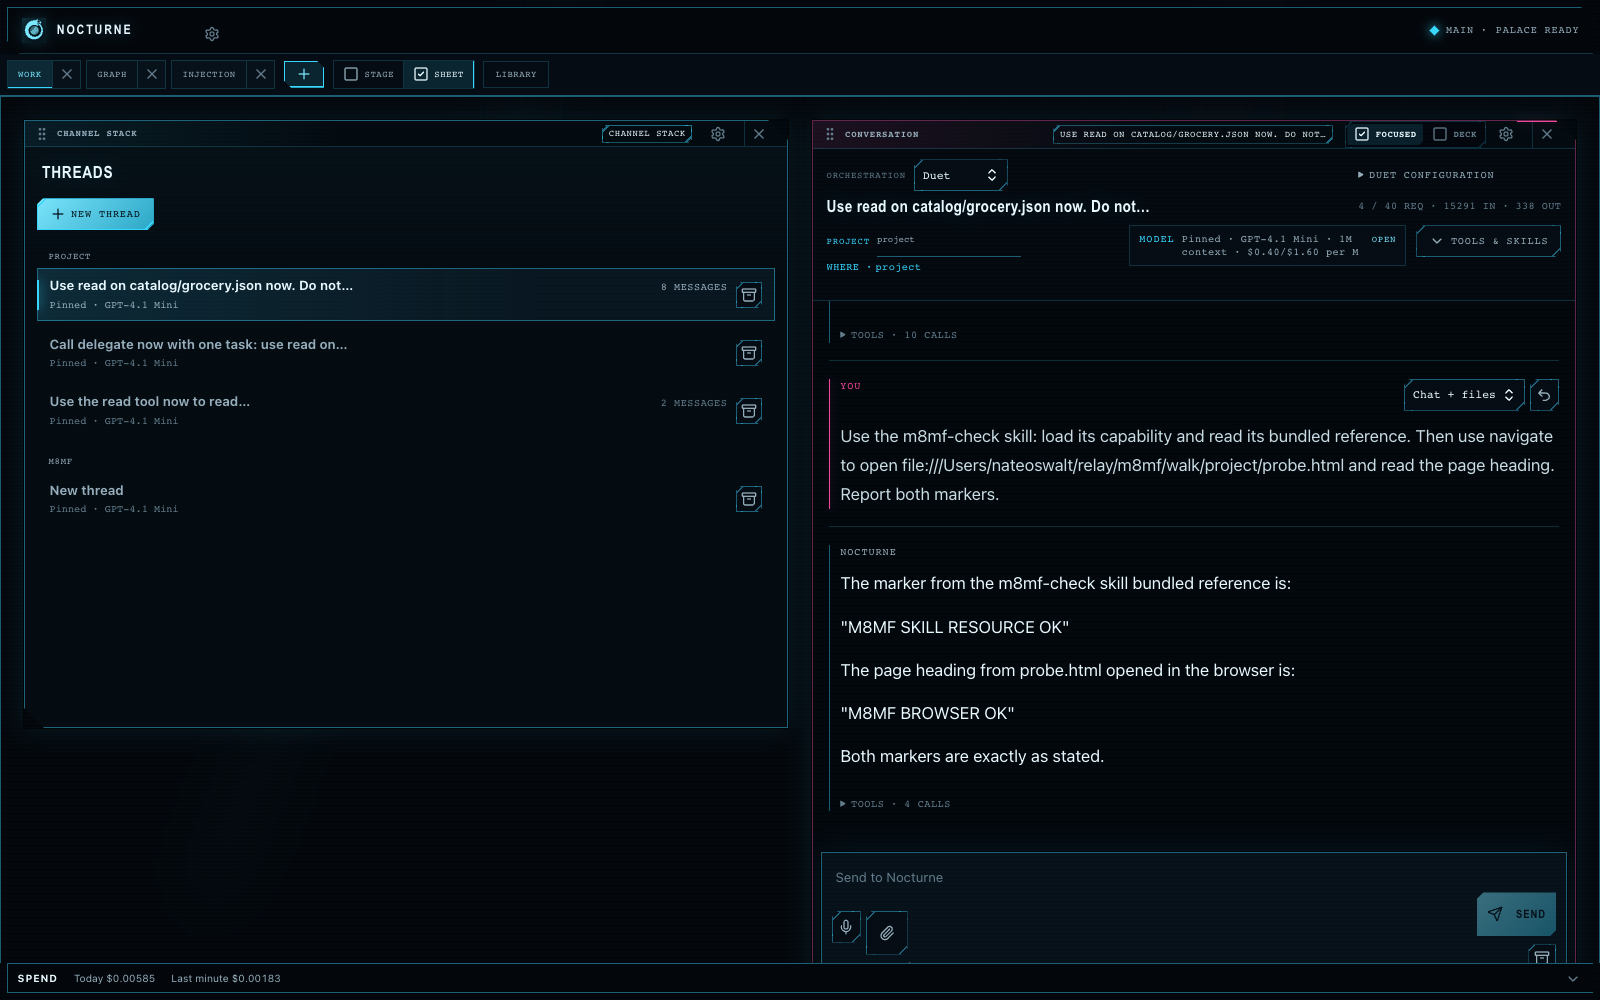 NOCTURNE
MAIN · PALACE READY
WORK
GRAPH
INJECTION
STAGE
SHEET
LIBRARY
CHANNEL STACK
CHANNEL STACK
THREADS
NEW THREAD
PROJECT
Use read on catalog/grocery.json now. Do not...
8 MESSAGES
Pinned · GPT-4.1 Mini
Call delegate now with one task: use read on...
Pinned · GPT-4.1 Mini
Use the read tool now to read...
2 MESSAGES
Pinned · GPT-4.1 Mini
M8MF
New thread
Pinned · GPT-4.1 Mini
CONVERSATION
USE READ ON CATALOG/GROCERY.JSON NOW. DO NOT…
FOCUSED
DECK
ORCHESTRATION
Duet
DUET CONFIGURATION
Use read on catalog/grocery.json now. Do not...
4 / 40 REQ · 15291 IN · 338 OUT
PROJECT project
MODEL Pinned · GPT-4.1 Mini · 1M
context · $0.40/$1.60 per M
OPEN
TOOLS & SKILLS
WHERE · project
TOOLS · 10 CALLS
YOU
Chat + files
Use the m8mf-check skill: load its capability and read its bundled reference. Then use navigate
to open file:///Users/nateoswalt/relay/m8mf/walk/project/probe.html and read the page heading.
Report both markers.
NOCTURNE
The marker from the m8mf-check skill bundled reference is:
"M8MF SKILL RESOURCE OK"
The page heading from probe.html opened in the browser is:
"M8MF BROWSER OK"
Both markers are exactly as stated.
TOOLS · 4 CALLS
Send to Nocturne
SEND
SPEND
Today $0.00585
Last minute $0.00183